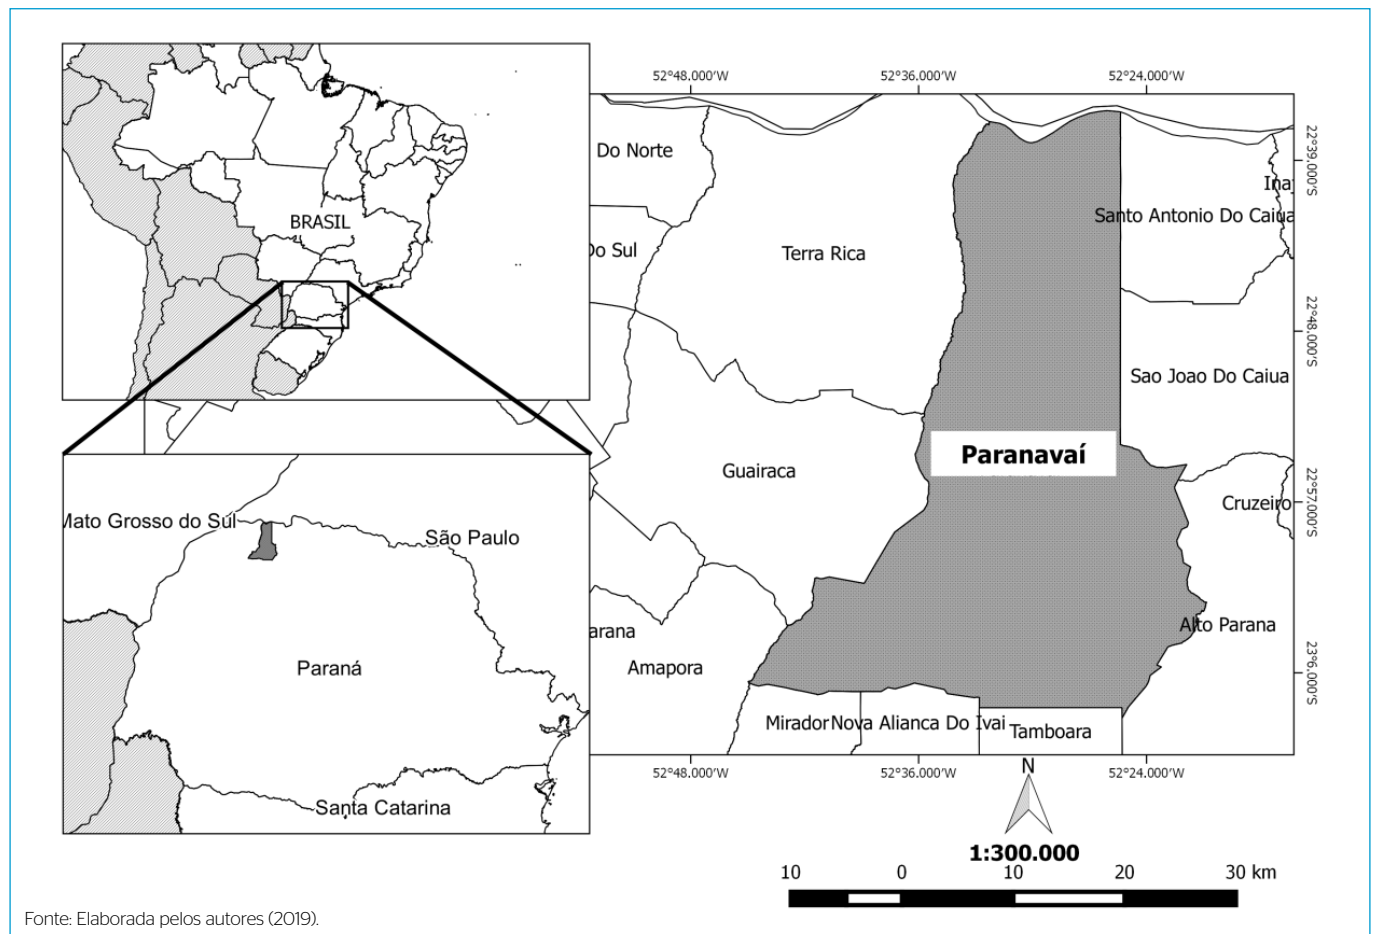 52°48.000'W
52°36.000'W
52°24.000'W
22°39.000'S
22°48.000'S
22°57.000'S
23°6.000'S
BRASIL
Do Norte
Do Sul
Terra Rica
Ina
Santo Antonio Do Caiua
Sao Joao Do Caiua
Paranavaí
Guairaca
Cruzeiro
Alto Parana
arana
Amapora
Mirador
Nova Alianca Do Ivai
Tamboara
Mato Grosso do Sul
São Paulo
Paraná
Santa Catarina
52°48.000'W
52°36.000'W
52°24.000'W
N
1:300.000
10 0 10 20 30 km
Fonte: Elaborada pelos autores (2019).